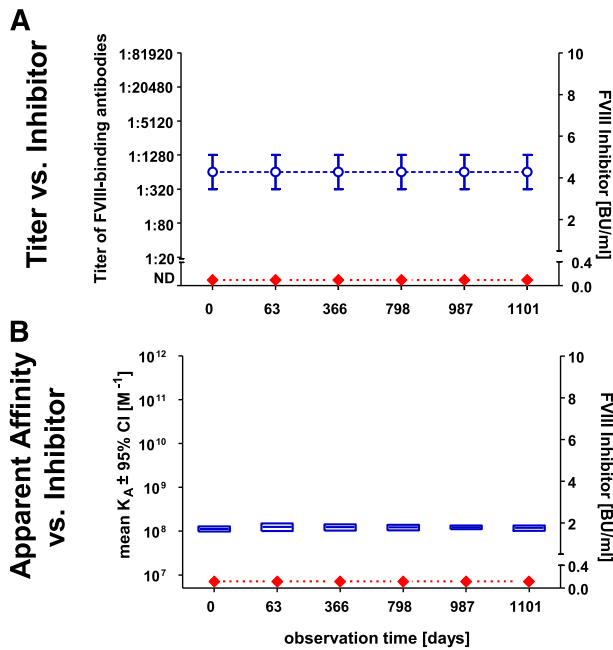 A
Titer vs. Inhibitor
Titer of FVIII-binding antibodies
1:81920
1:20480
1:5120
1:1280
1:320
1:80
1:20
ND
10
8
6
4
2
0.4
0.0
FVIII Inhibitor [BU/ml]
0 63 366 798 987 1101
B
Apparent Affinity
vs. Inhibitor
mean K_A ± 95% CI [M⁻¹]
10¹²
10¹¹
10¹⁰
10⁹
10⁸
10⁷
10
8
6
4
2
0.4
0.0
FVIII Inhibitor [BU/ml]
0 63 366 798 987 1101
observation time [days]